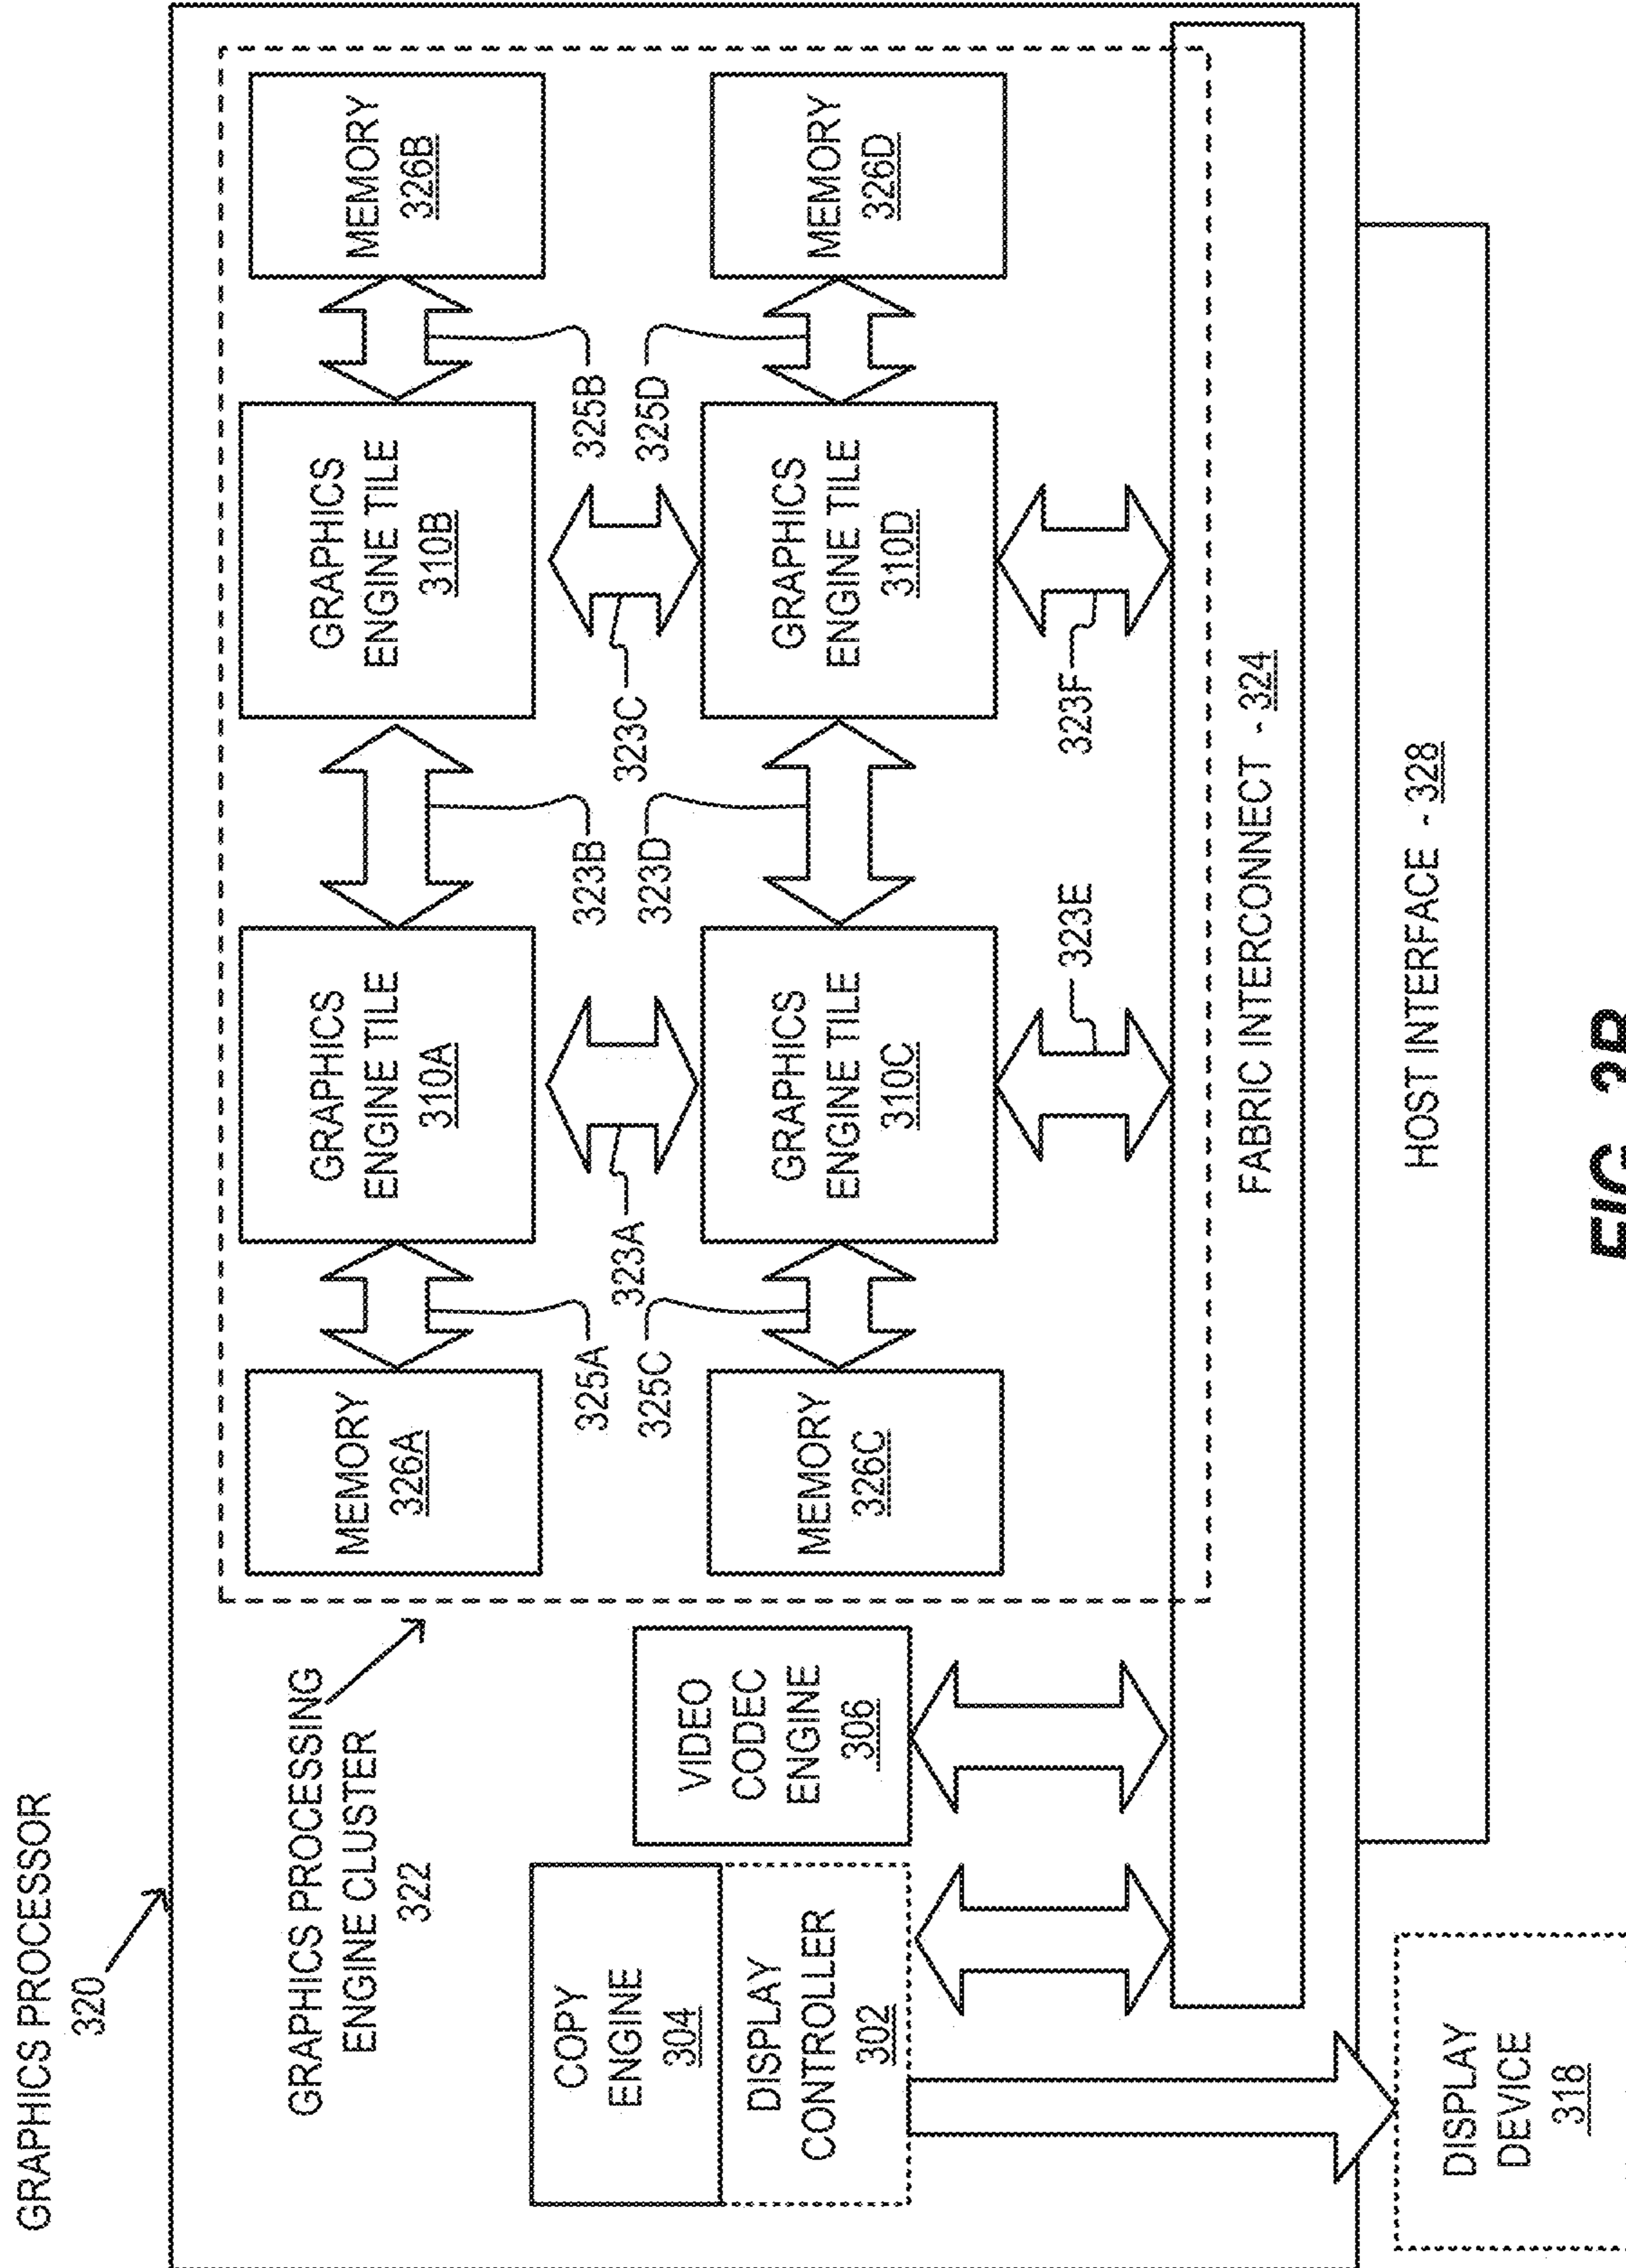 GRAPHICS PROCESSOR
320
GRAPHICS PROCESSING
ENGINE CLUSTER
322
MEMORY
326A
GRAPHICS
ENGINE TILE
310A
GRAPHICS
ENGINE TILE
310B
MEMORY
326B
325A
323A
323B
323C
325B
325C
323D
325D
COPY
ENGINE
304
DISPLAY
CONTROLLER
302
VIDEO
CODEC
ENGINE
306
MEMORY
326C
GRAPHICS
ENGINE TILE
310C
GRAPHICS
ENGINE TILE
310D
MEMORY
326D
323E
323F
FABRIC INTERCONNECT - 324
HOST INTERFACE - 328
DISPLAY
DEVICE
318
FIG. 3B